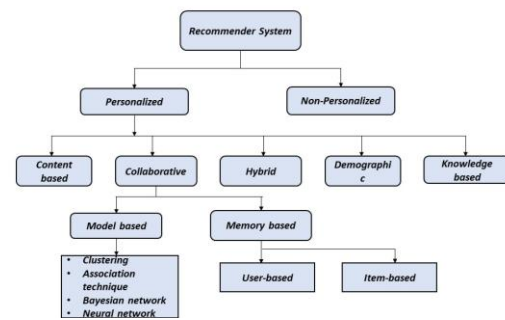 Recommender System
Personalized
Non-Personalized
Content
based
Collaborative
Hybrid
Demographi
c
Knowledge
based
Model based
Memory based
• Clustering
• Association
technique
• Bayesian network
• Neural network
User-based
Item-based